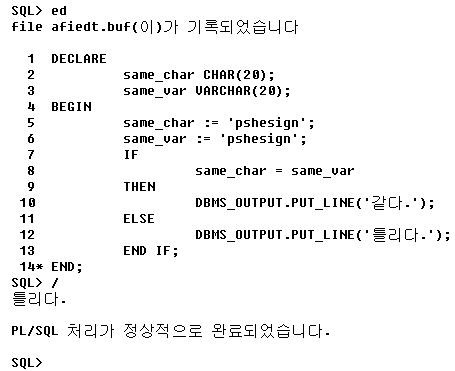 SQL> ed
file afiedt.buf(이)가 기록되었습니다
1 DECLARE
2 same_char CHAR(20);
3 same_var VARCHAR(20);
4 BEGIN
5 same_char := 'pshesign';
6 same_var := 'pshesign';
7 IF
8 same_char = same_var
9 THEN
10 DBMS_OUTPUT.PUT_LINE('같다.');
11 ELSE
12 DBMS_OUTPUT.PUT_LINE('틀리다.');
13 END IF;
14* END;
SQL> /
틀리다.
PL/SQL 처리가 정상적으로 완료되었습니다.
SQL>